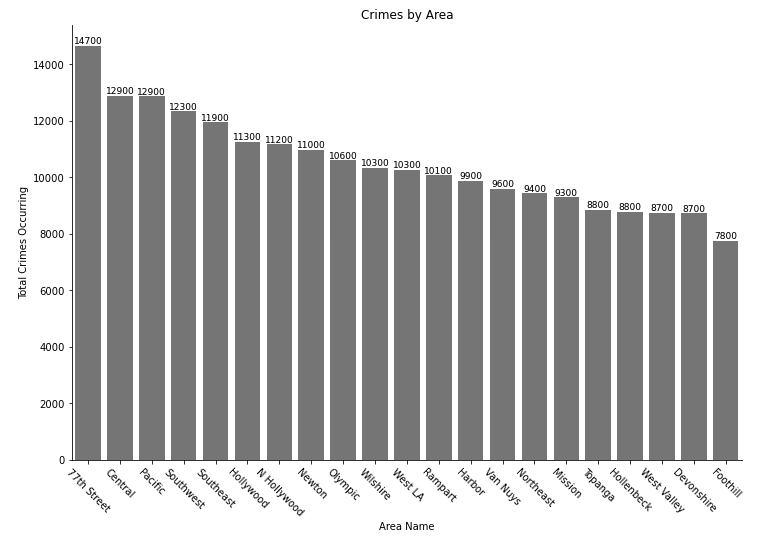 Crimes by Area
Total Crimes Occurring
14000
12000
10000
8000
6000
4000
2000
0
14700
12900
12900
12300
11900
11300
11200
11000
10600
10300
10300
10100
9900
9600
9400
9300
8800
8800
8700
8700
7800
77th Street
Central
Pacific
Southwest
Southeast
Hollywood
N Hollywood
Newton
Olympic
Wilshire
West LA
Rampart
Harbor
Van Nuys
Northeast
Mission
Topanga
Hollenbeck
West Valley
Devonshire
Foothill
Area Name